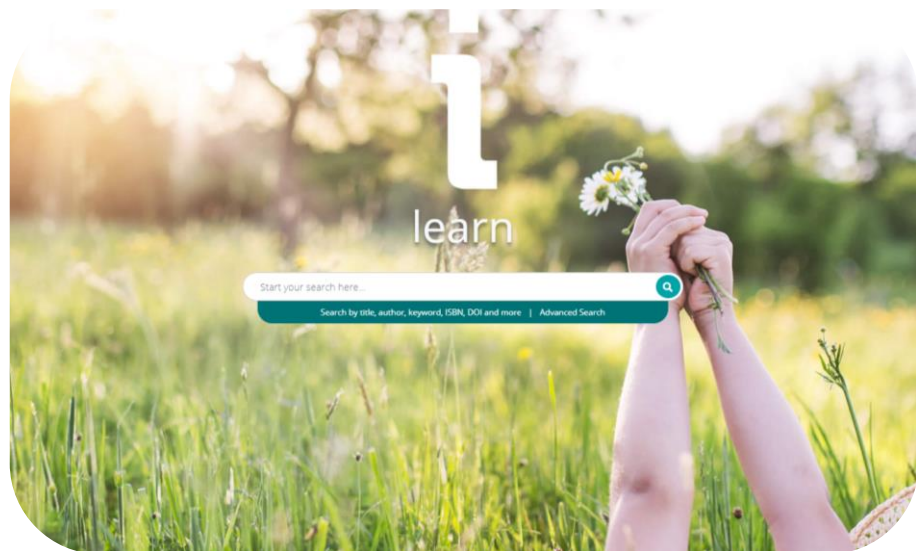 i
learn
Start your search here...
Search by title, author, keyword, ISBN, DOI and more | Advanced Search